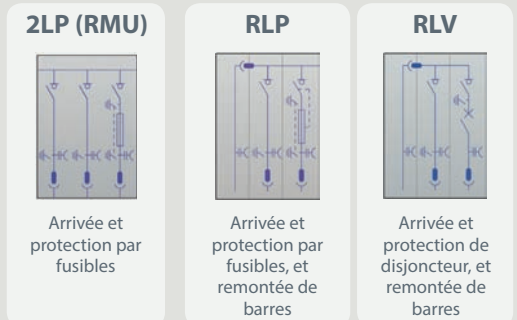 2LP (RMU)
Arrivée et
protection par
fusibles
RLP
Arrivée et
protection par
fusibles, et
remontée de
barres
RLV
Arrivée et
protection de
disjoncteur, et
remontée de
barres